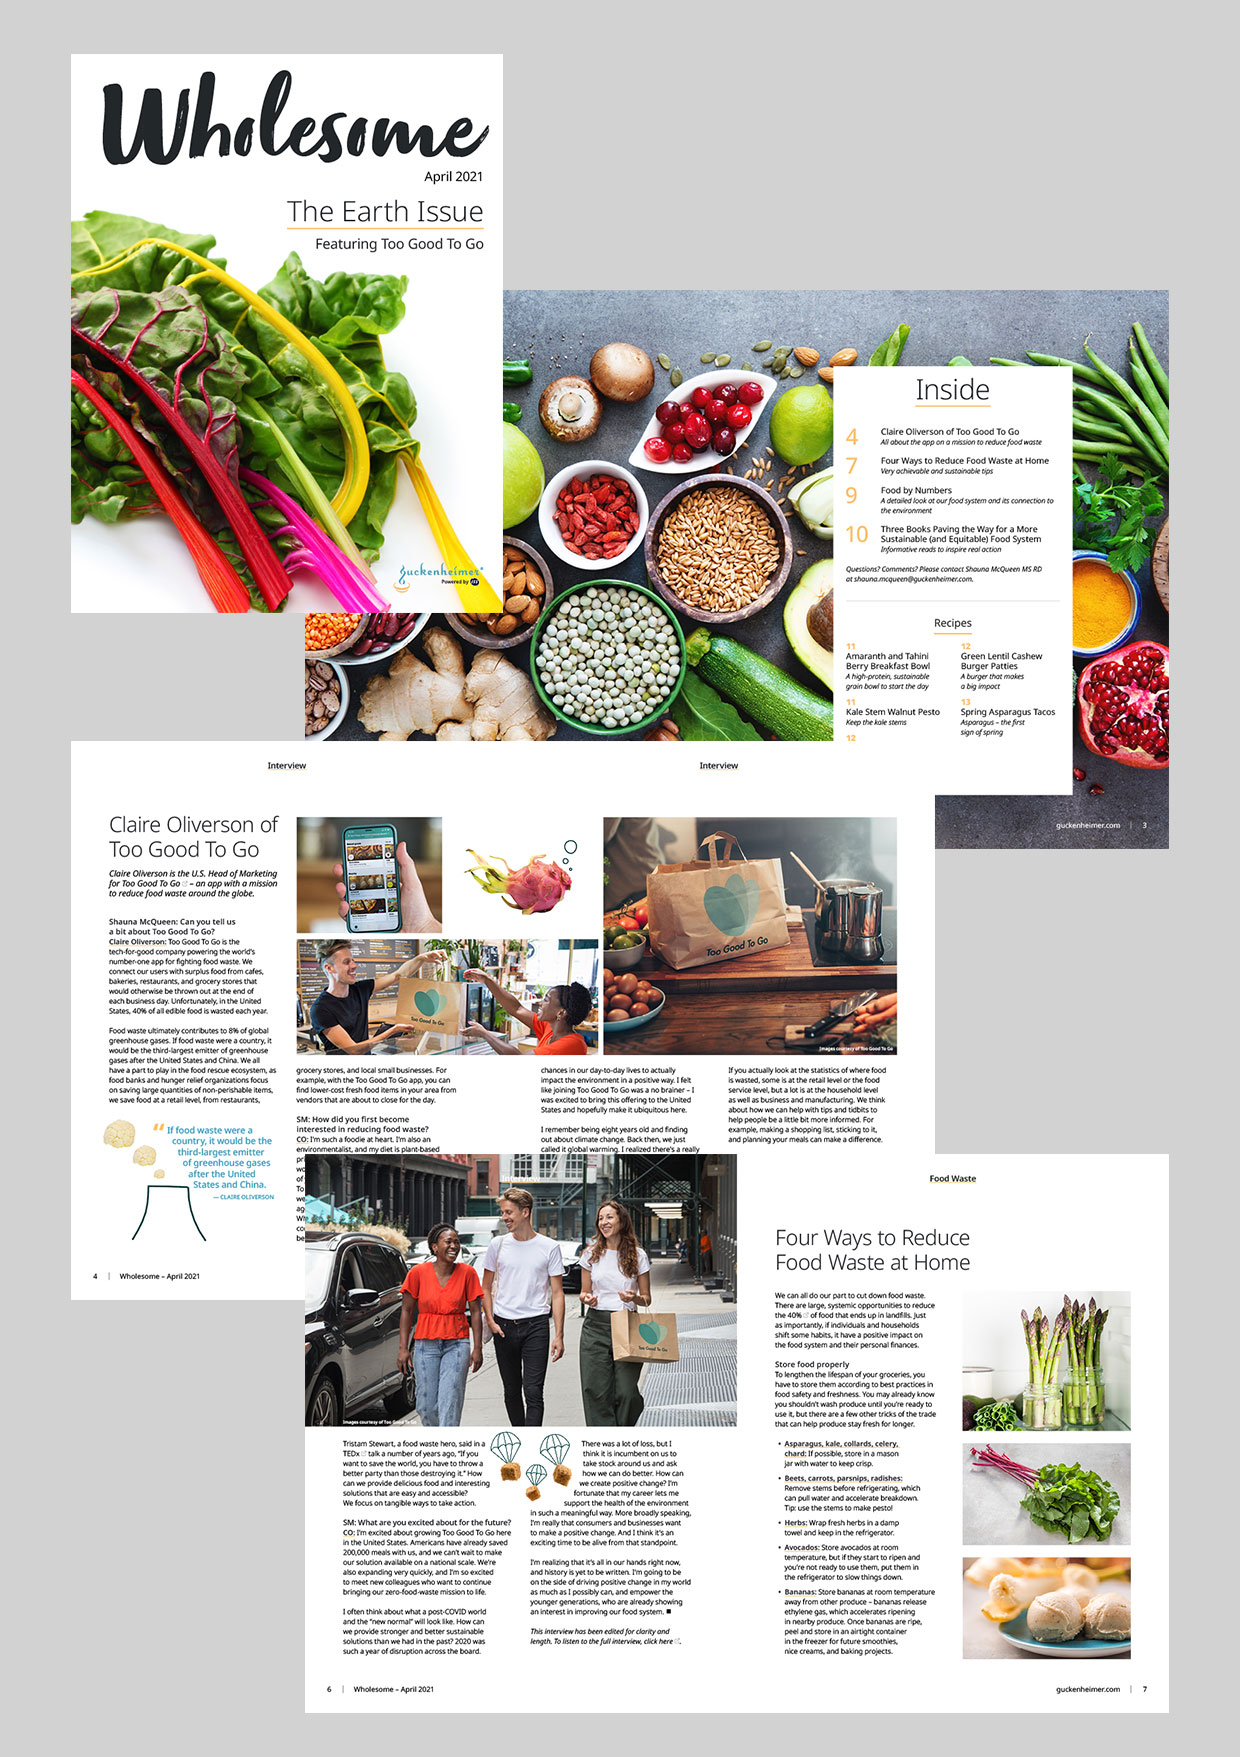 Wholesome
April 2021
The Earth Issue
Featuring Too Good To Go
guckenheimer
Powered by
Inside
4
Claire Oliverson of Too Good To Go
All about the app on a mission to reduce food waste
7
Four Ways to Reduce Food Waste at Home
Very achievable and sustainable tips
9
Food by Numbers
A detailed look at our food system and its connection to
the environment
10
Three Books Paving the Way for a More
Sustainable (and Equitable) Food System
Informative reads to inspire real action
Questions? Comments? Please contact Shauna McQueen MS RD
at shauna.mcqueen@guckenheimer.com.
Recipes
11
Amaranth and Tahini
Berry Breakfast Bowl
A high-protein, sustainable
grain bowl to start the day
11
Kale Stem Walnut Pesto
Keep the kale stems
12
12
Green Lentil Cashew
Burger Patties
A burger that makes
a big impact
13
Spring Asparagus Tacos
Asparagus – the first
sign of spring
guckenheimer.com | 3
Interview
Interview
Claire Oliverson of
Too Good To Go
Claire Oliverson is the U.S. Head of Marketing
for Too Good To Go – an app with a mission
to reduce food waste around the globe.
Shauna McQueen: Can you tell us
a bit about Too Good To Go?
Claire Oliverson: Too Good To Go is the
tech-for-good company powering the world's
number-one app for fighting food waste. We
connect our users with surplus food from cafes,
bakeries, restaurants, and grocery stores that
would otherwise be thrown out at the end of
each business day. Unfortunately, in the United
States, 40% of all edible food is wasted each year.
Food waste ultimately contributes to 8% of global
greenhouse gases. If food waste were a country, it
would be the third-largest emitter of greenhouse
gases after the United States and China. We all
have a part to play in the food rescue ecosystem, as
food banks and hunger relief organizations focus
on saving large quantities of non-perishable items,
we save food at a retail level, from restaurants,
“If food waste were a
country, it would be the
third-largest emitter
of greenhouse gases
after the United
States and China.
— CLAIRE OLIVERSON
4 | Wholesome – April 2021
Too Good To Go
Too Good To Go
Images courtesy of Too Good To Go
grocery stores, and local small businesses. For
example, with the Too Good To Go app, you can
find lower-cost fresh food items in your area from
vendors that are about to close for the day.
SM: How did you first become
interested in reducing food waste?
CO: I'm such a foodie at heart. I'm also an
environmentalist, and my diet is plant-based
pr
wo
of
To
we
ag
Wh
co
be
chances in our day-to-day lives to actually
impact the environment in a positive way. I felt
like joining Too Good To Go was a no brainer – I
was excited to bring this offering to the United
States and hopefully make it ubiquitous here.
I remember being eight years old and finding
out about climate change. Back then, we just
called it global warming. I realized there's a really
If you actually look at the statistics of where food
is wasted, some is at the retail level or the food
service level, but a lot is at the household level
as well as business and manufacturing. We think
about how we can help with tips and tidbits to
help people be a little bit more informed. For
example, making a shopping list, sticking to it,
and planning your meals can make a difference.
Interview
Too Good To Go
Images courtesy of Too Good To Go
Tristam Stewart, a food waste hero, said in a
TEDx talk a number of years ago, “If you
want to save the world, you have to throw a
better party than those destroying it.” How
can we provide delicious food and interesting
solutions that are easy and accessible?
We focus on tangible ways to take action.
SM: What are you excited about for the future?
CO: I'm excited about growing Too Good To Go here
in the United States. Americans have already saved
200,000 meals with us, and we can't wait to make
our solution available on a national scale. We're
also expanding very quickly, and I'm so excited
to meet new colleagues who want to continue
bringing our zero-food-waste mission to life.
I often think about what a post-COVID world
and the “new normal” will look like. How can
we provide stronger and better sustainable
solutions than we had in the past? 2020 was
such a year of disruption across the board.
There was a lot of loss, but I
think it is incumbent on us to
take stock around us and ask
how we can do better. How can
we create positive change? I'm
fortunate that my career lets me
support the health of the environment
in such a meaningful way. More broadly speaking,
I'm really that consumers and businesses want
to make a positive change. And I think it's an
exciting time to be alive from that standpoint.
I'm realizing that it's all in our hands right now,
and history is yet to be written. I'm going to be
on the side of driving positive change in my world
as much as I possibly can, and empower the
younger generations, who are already showing
an interest in improving our food system. ■
This interview has been edited for clarity and
length. To listen to the full interview, click here.
6 | Wholesome – April 2021
Food Waste
Four Ways to Reduce
Food Waste at Home
We can all do our part to cut down food waste.
There are large, systemic opportunities to reduce
the 40% of food that ends up in landfills. Just
as importantly, if individuals and households
shift some habits, it have a positive impact on
the food system and their personal finances.
Store food properly
To lengthen the lifespan of your groceries, you
have to store them according to best practices in
food safety and freshness. You may already know
you shouldn't wash produce until you're ready to
use it, but there are a few other tricks of the trade
that can help produce stay fresh for longer.
• Asparagus, kale, collards, celery,
chard: If possible, store in a mason
jar with water to keep crisp.
• Beets, carrots, parsnips, radishes:
Remove stems before refrigerating, which
can pull water and accelerate breakdown.
Tip: use the stems to make pesto!
• Herbs: Wrap fresh herbs in a damp
towel and keep in the refrigerator.
• Avocados: Store avocados at room
temperature, but if they start to ripen and
you're not ready to use them, put them in
the refrigerator to slow things down.
• Bananas: Store bananas at room temperature
away from other produce – bananas release
ethylene gas, which accelerates ripening
in nearby produce. Once bananas are ripe,
peel and store in an airtight container
in the freezer for future smoothies,
nice creams, and baking projects.
guckenheimer.com | 7